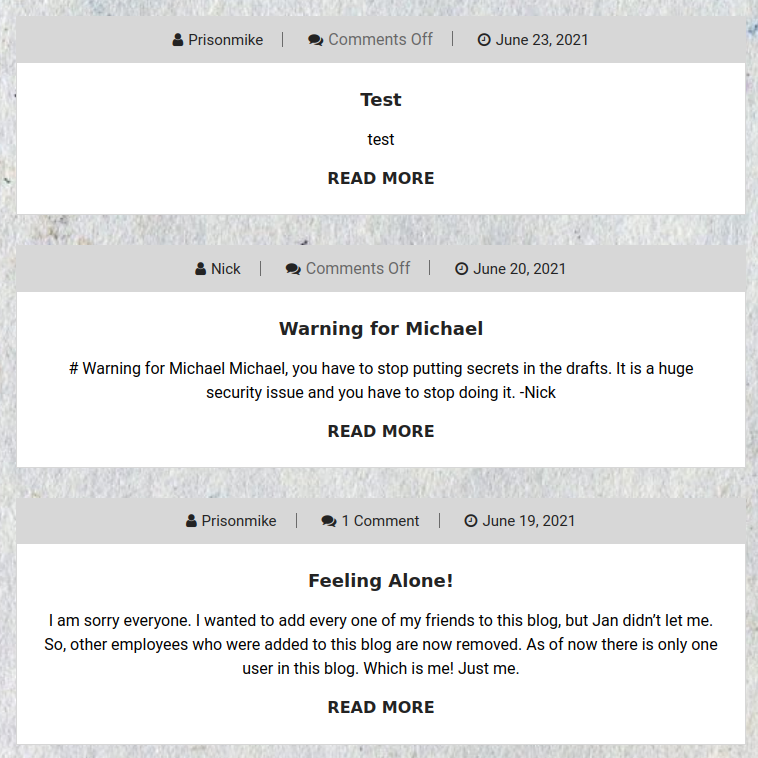 Prisonmike | Comments Off | June 23, 2021
Test
test
READ MORE
Nick | Comments Off | June 20, 2021
Warning for Michael
# Warning for Michael Michael, you have to stop putting secrets in the drafts. It is a huge
security issue and you have to stop doing it. -Nick
READ MORE
Prisonmike | 1 Comment | June 19, 2021
Feeling Alone!
I am sorry everyone. I wanted to add every one of my friends to this blog, but Jan didn’t let me.
So, other employees who were added to this blog are now removed. As of now there is only one
user in this blog. Which is me! Just me.
READ MORE